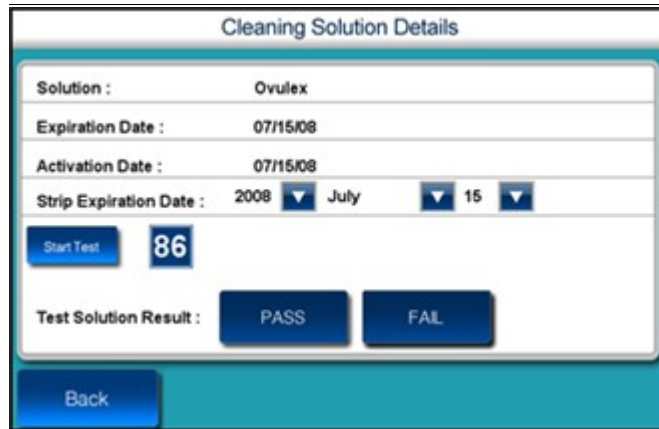 Cleaning Solution Details
Solution : Ovulex
Expiration Date : 07/15/08
Activation Date : 07/15/08
Strip Expiration Date : 2008 July 15
Start Test 86
Test Solution Result : PASS FAIL
Back